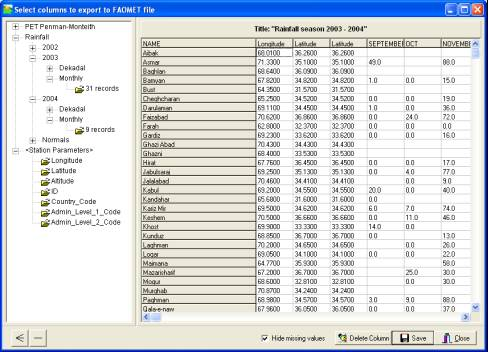 Select columns to export to FAOMET file
PET Penman-Monteith
Rainfall
2002
2003
Dekadal
Monthly
31 records
2004
Dekadal
Monthly
9 records
Normals
<Station Parameters>
Longitude
Latitude
Altitude
ID
Country_Code
Admin_Level_1_Code
Admin_Level_2_Code
Title: "Rainfall season 2003 - 2004"
NAME Longitude Latitude Latitude SEPTEMBER OCT NOVEMBE
Aibak 68.0100 36.2600 36.2600
Asmar 71.3300 35.1000 35.1000 49.0 88.0
Baghlan 68.6400 36.0900 36.0900
Bamyan 67.8200 34.8200 34.8200 1.0 0.0 15.0
Bust 64.3500 31.5700 31.5700
Cheghcharan 65.2500 34.5200 34.5200 0.0 0.0 19.0
Darulaman 69.1100 34.4500 34.4500 1.0 0.0 36.0
Faizabad 70.6200 36.8600 36.8600 0.0 24.0 72.0
Farah 62.8000 32.3700 32.3700 0.0 0.0 0.0
Gardiz 69.2300 33.6200 33.6200 0.0 0.0 16.0
Ghazi Abad 70.4300 34.4300 34.4300
Ghazni 68.4000 33.5300 33.5300
Hirat 67.7600 36.4500 36.4500 0.0 0.0 17.0
Jabulsaraj 69.2500 35.1300 35.1300 0.0 4.0 77.0
Jalalabad 70.4600 34.4100 34.4100 0.0 9.0
Kabul 69.2000 34.5500 34.5500 20.0 0.0 40.0
Kandahar 65.6800 31.6000 31.6000 0.0 0.0
Kariz Mir 69.5000 34.6200 34.6200 6.0 7.0 74.0
Keshem 70.5000 36.6600 36.6600 0.0 11.0 46.0
Khost 69.9000 33.3300 33.3300 14.0 0.0
Kunduz 68.8500 36.7000 36.7000 13.0
Laghman 70.2000 34.6500 34.6500 0.0 26.0
Logar 69.0500 34.1000 34.1000 0.0 0.0 22.0
Maimana 64.7700 35.9300 35.9300 58.0
Mazarisharif 67.2000 36.7000 36.7000 25.0 30.0
Moqur 68.6000 32.8100 32.8100 0.0 30.0
Murghab 70.8700 34.2400 34.2400
Paghman 68.9800 34.5700 34.5700 3.0 9.0 88.0
Qala-e-naw 67.9600 36.0500 36.0500 0.0 0.0 37.0
Hide missing values Delete Column Save Close